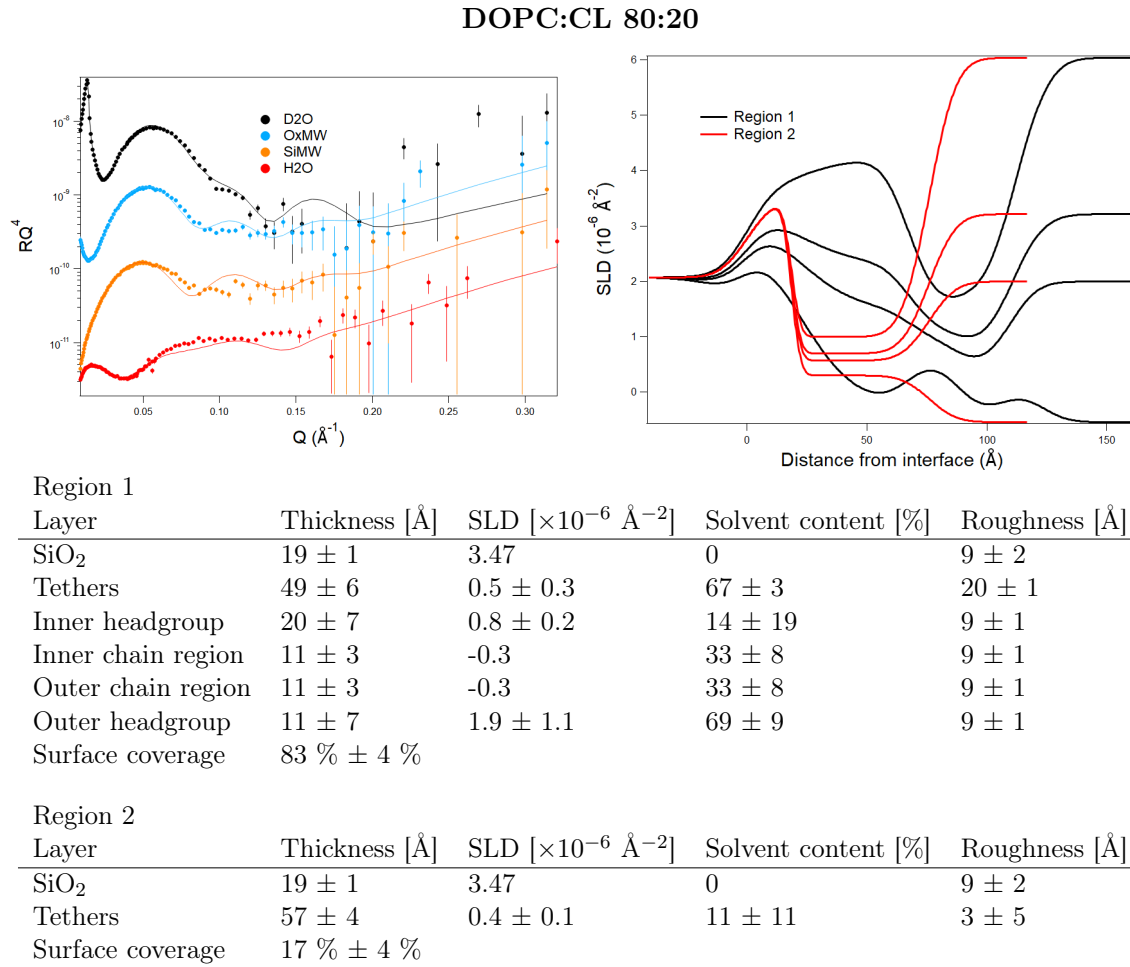 DOPC:CL 80:20
RQ⁴
10⁻⁸
10⁻⁹
10⁻¹⁰
10⁻¹¹
D2O
OxMW
SiMW
H2O
0.05 0.10 0.15 0.20 0.25 0.30
Q (Å⁻¹)
SLD (10⁻⁶ Å⁻²)
6
5
4
3
2
1
0
Region 1
Region 2
0 50 100 150
Distance from interface (Å)
Region 1
Layer Thickness [Å] SLD [×10⁻⁶ Å⁻²] Solvent content [%] Roughness [Å]
SiO₂ 19 ± 1 3.47 0 9 ± 2
Tethers 49 ± 6 0.5 ± 0.3 67 ± 3 20 ± 1
Inner headgroup 20 ± 7 0.8 ± 0.2 14 ± 19 9 ± 1
Inner chain region 11 ± 3 -0.3 33 ± 8 9 ± 1
Outer chain region 11 ± 3 -0.3 33 ± 8 9 ± 1
Outer headgroup 11 ± 7 1.9 ± 1.1 69 ± 9 9 ± 1
Surface coverage 83 % ± 4 %
Region 2
Layer Thickness [Å] SLD [×10⁻⁶ Å⁻²] Solvent content [%] Roughness [Å]
SiO₂ 19 ± 1 3.47 0 9 ± 2
Tethers 57 ± 4 0.4 ± 0.1 11 ± 11 3 ± 5
Surface coverage 17 % ± 4 %